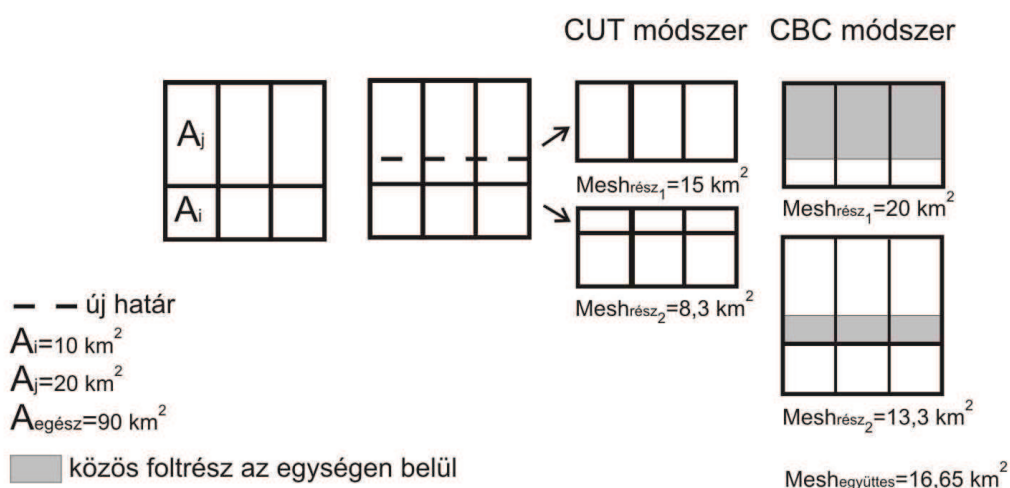 CUT módszer CBC módszer
Aj
Ai
Meshrész1=15 km²
Meshrész1=20 km²
Meshrész2=8,3 km²
új határ
Ai=10 km²
Aj=20 km²
Aegész=90 km²
Meshrész2=13,3 km²
közös foltrész az egységen belül
Meshegyüttes=16,65 km²